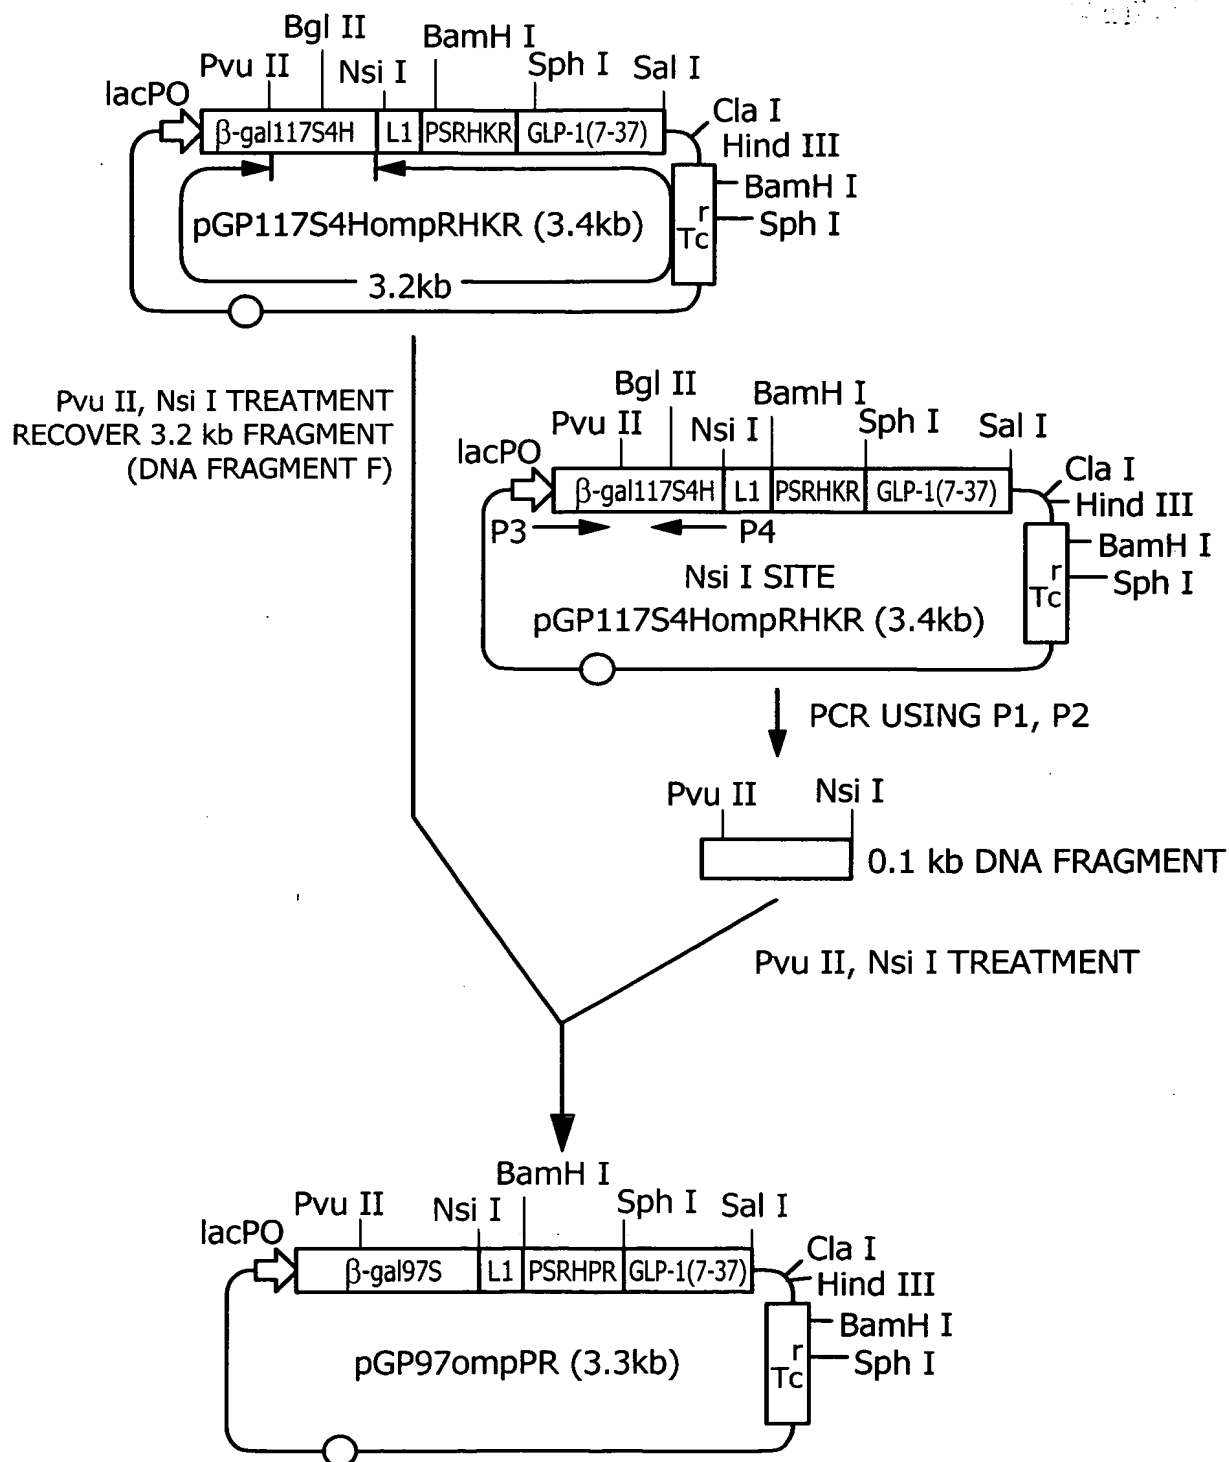 Bgl II
BamH I
Pvu II
Nsi I
Sph I
Sal I
lacPO
Cla I
β-gal117S4H
L1
PSRHKR
GLP-1(7-37)
Hind III
BamH I
Sph I
Tc r
pGP117S4HompRHKR (3.4kb)
3.2kb
Pvu II, Nsi I TREATMENT
RECOVER 3.2 kb FRAGMENT
(DNA FRAGMENT F)
Bgl II
BamH I
Pvu II
Nsi I
Sph I
Sal I
lacPO
Cla I
β-gal117S4H
L1
PSRHKR
GLP-1(7-37)
Hind III
P3
P4
BamH I
Sph I
Tc r
Nsi I SITE
pGP117S4HompRHKR (3.4kb)
PCR USING P1, P2
Pvu II
Nsi I
0.1 kb DNA FRAGMENT
Pvu II, Nsi I TREATMENT
BamH I
Pvu II
Nsi I
Sph I
Sal I
lacPO
Cla I
β-gal97S
L1
PSRHPR
GLP-1(7-37)
Hind III
BamH I
Sph I
Tc r
pGP97ompPR (3.3kb)